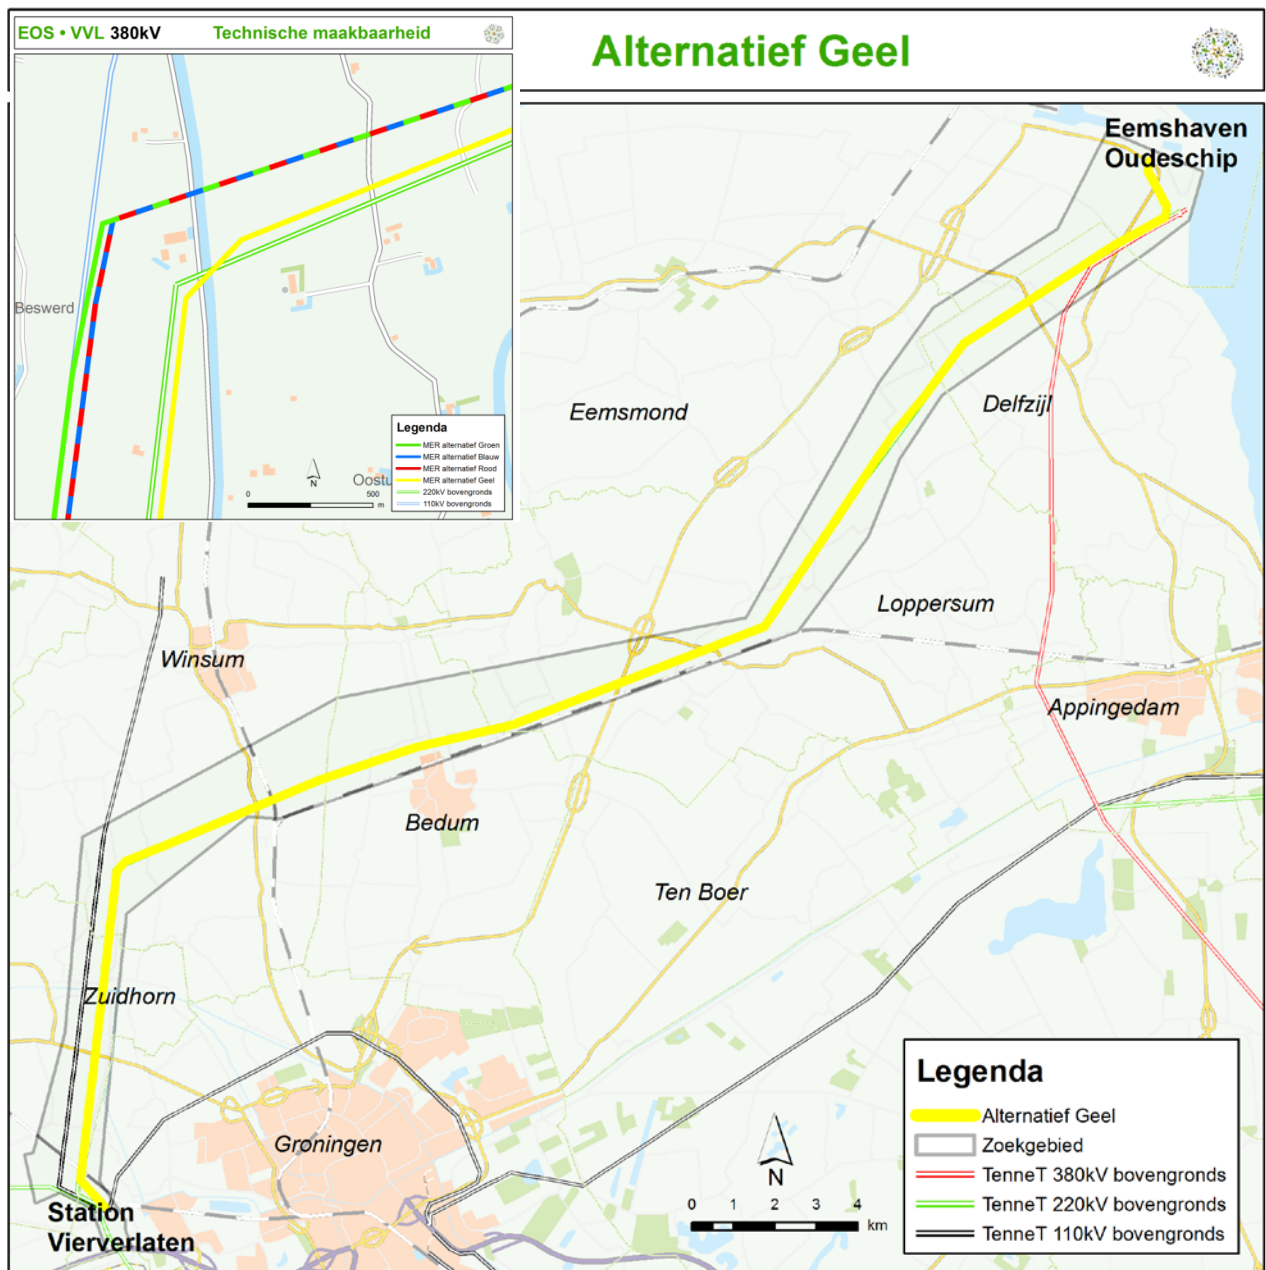 EOS • VVL 380kV Technische maakbaarheid
Alternatief Geel
Beswerd
Legenda
MER alternatief Groen
MER alternatief Blauw
MER alternatief Rood
MER alternatief Geel
220kV bovengronds
110kV bovengronds
N
0 500
m
Oostu
Eemshaven
Oudeschip
Eemsmond
Delfzijl
Loppersum
Winsum
Appingedam
Bedum
Ten Boer
Zuidhorn
Groningen
Station
Vierverlaten
N
0 1 2 3 4
km
Legenda
Alternatief Geel
Zoekgebied
TenneT 380kV bovengronds
TenneT 220kV bovengronds
TenneT 110kV bovengronds